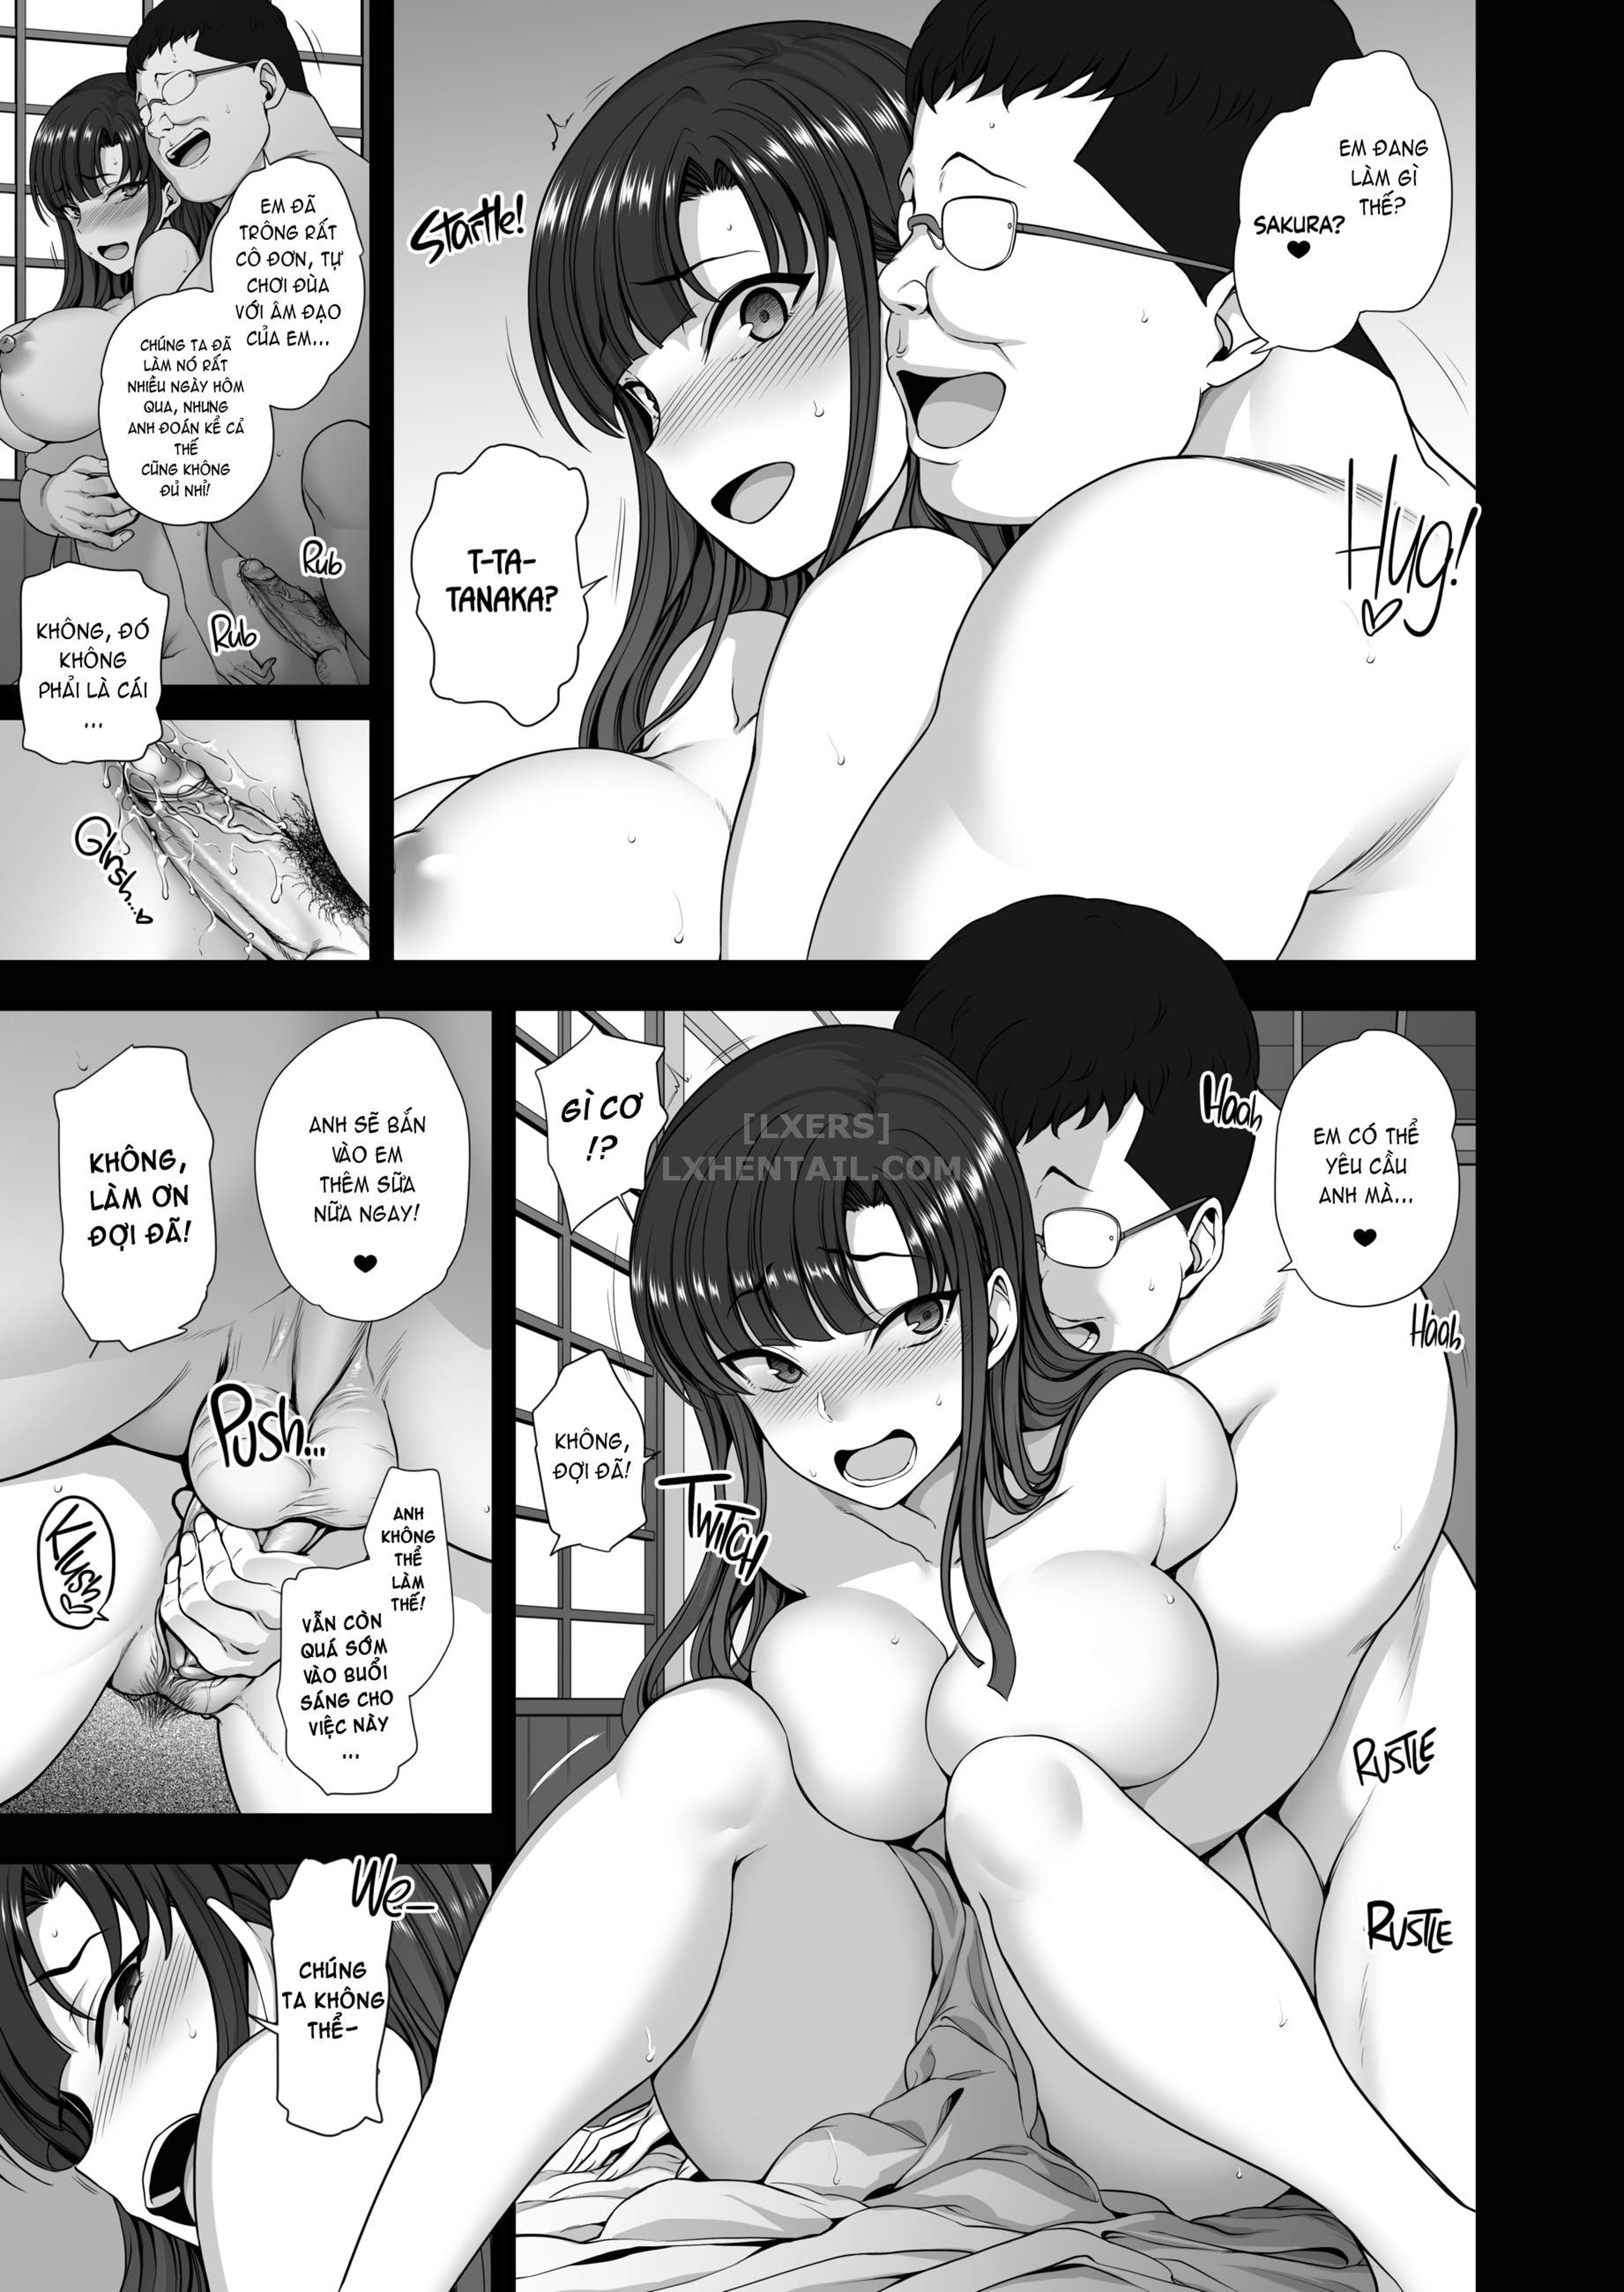 EM ĐANG
LÀM GÌ
THẾ?
SAKURA?
Startle!
T-TA-
TANAKA?
Hug!
EM ĐÃ
TRÔNG RẤT
CÔ ĐƠN, TỰ
CHƠI ĐÙA
VỚI ÂM ĐẠO
CỦA EM...
CHÚNG TA ĐÃ
LÀM NÓ RẤT
NHIỀU NGÀY HÔM
QUA, NHƯNG
ANH ĐOÁN KỂ CẢ
THẾ
CŨNG KHÔNG
ĐỦ NHỈ!
Rub
Rub
KHÔNG, ĐÓ
KHÔNG
PHẢI LÀ CÁI
...
Glrsh...
EM CÓ THỂ
YÊU CẦU
ANH MÀ...
Haah
Haah
GÌ CƠ
!?
[LXERS]
LXHENTAIL.COM
KHÔNG,
ĐỢI ĐÃ!
TWITCH
RUSTLE
RUSTLE
ANH SẼ BẮN
VÀO EM
THÊM SỮA
NỮA NGAY!
KHÔNG,
LÀM ƠN
ĐỢI ĐÃ!
PUSH...
Klush
ANH
KHÔNG
THỂ
LÀM
THẾ!
VẪN CÒN
QUÁ SỚM
VÀO BUỔI
SÁNG CHO
VIỆC NÀY
...
We-
CHÚNG
TA KHÔNG
THỂ-